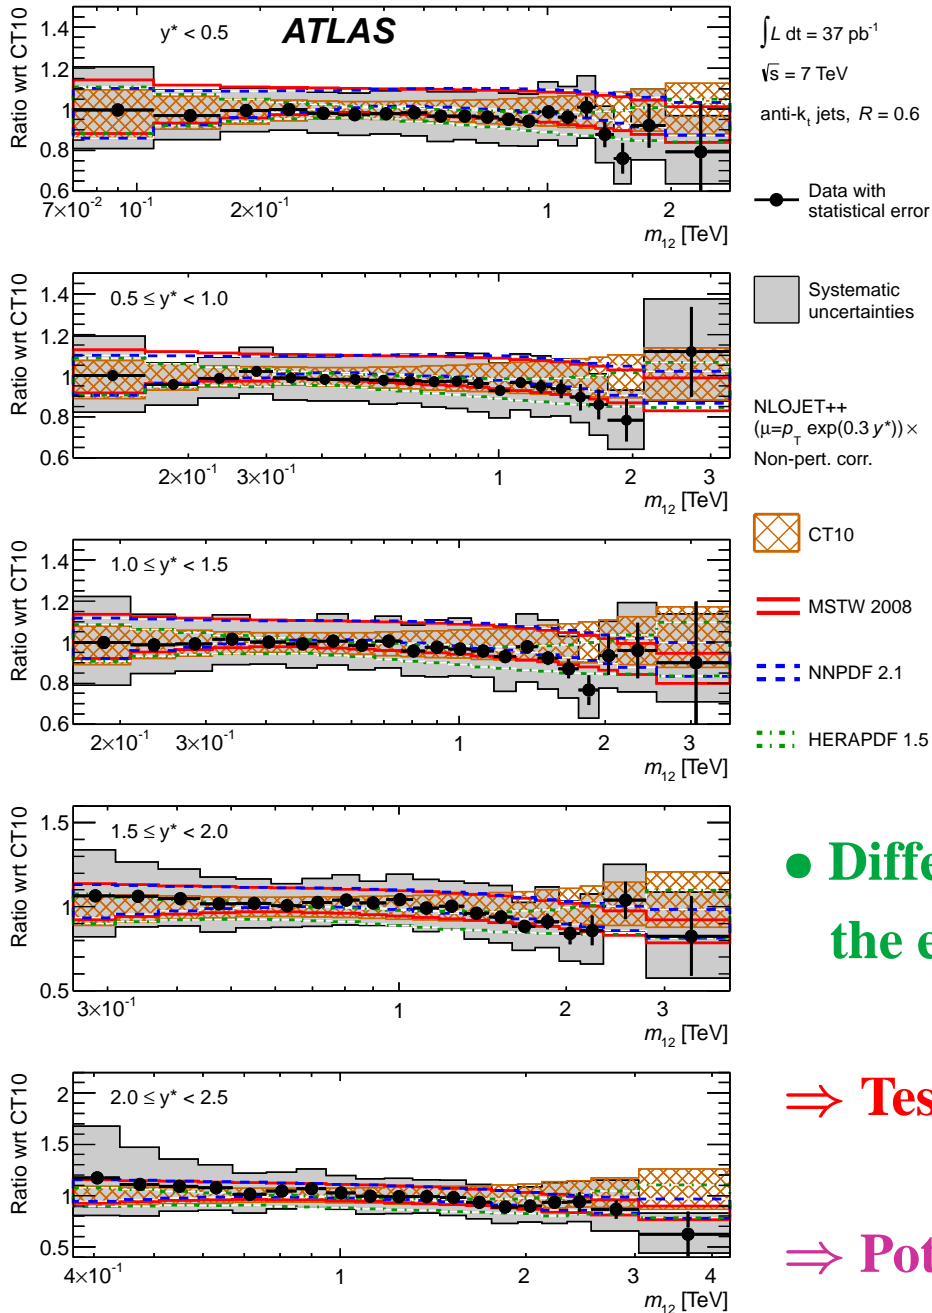 y* < 0.5
ATLAS
Ratio wrt CT10
1.4
1.2
1
0.8
0.6
7×10⁻² 10⁻¹ 2×10⁻¹ 1 2
m₁₂ [TeV]
∫L dt = 37 pb⁻¹
√s = 7 TeV
anti-kₜ jets, R = 0.6
Data with
statistical error
Systematic
uncertainties
NLOJET++
(μ=p_T exp(0.3 y*)) ×
Non-pert. corr.
CT10
MSTW 2008
NNPDF 2.1
HERAPDF 1.5
0.5 ≤ y* < 1.0
Ratio wrt CT10
1.4
1.2
1
0.8
0.6
2×10⁻¹ 3×10⁻¹ 1 2 3
m₁₂ [TeV]
1.0 ≤ y* < 1.5
Ratio wrt CT10
1.4
1.2
1
0.8
0.6
2×10⁻¹ 3×10⁻¹ 1 2 3
m₁₂ [TeV]
1.5 ≤ y* < 2.0
Ratio wrt CT10
1.5
1
0.5
3×10⁻¹ 1 2 3
m₁₂ [TeV]
2.0 ≤ y* < 2.5
Ratio wrt CT10
2
1.5
1
0.5
4×10⁻¹ 1 2 3 4
m₁₂ [TeV]
● Diffe
the e
⇒ Tes
⇒ Pot